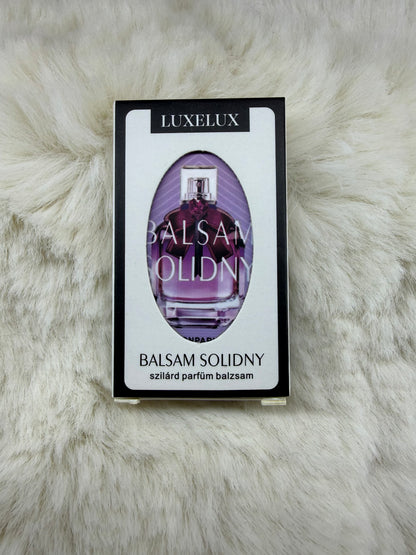 LUXELUX
BALSAM
SOLIDNY
BALSAM SOLIDNY
szilárd parfüm balzsam